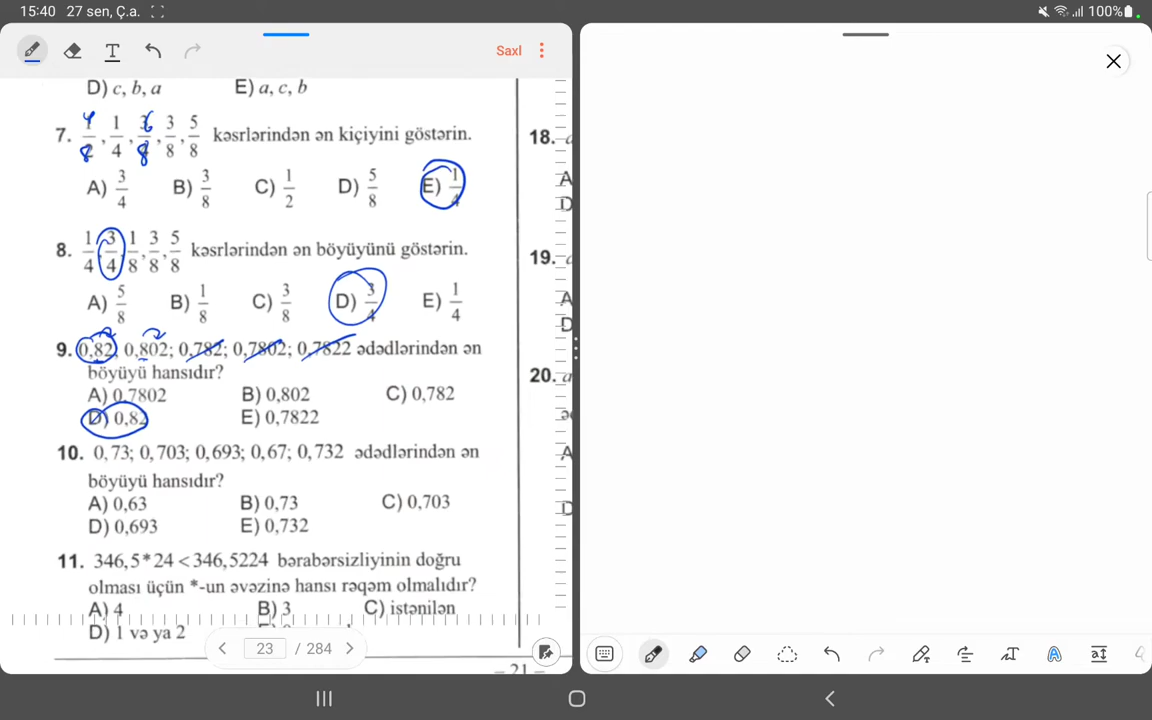 15:40 27 sen, Ç.a. 100%
Saxl
D) c, b, a E) a, c, b
7. 1/2, 1/4, 3/4, 3/8, 5/8 kəsrlərindən ən kiçiyini göstərin.
4 6
8 8
A) 3/4 B) 3/8 C) 1/2 D) 5/8 E) 1/4
8. 1/4, 3/4, 1/8, 3/8, 5/8 kəsrlərindən ən böyüyünü göstərin.
A) 5/8 B) 1/8 C) 3/8 D) 3/4 E) 1/4
9. 0,82; 0,802; 0,782; 0,7802; 0,7822 ədədlərindən ən
böyüyü hansıdır?
A) 0,7802 B) 0,802 C) 0,782
D) 0,82 E) 0,7822
10. 0,73; 0,703; 0,693; 0,67; 0,732 ədədlərindən ən
böyüyü hansıdır?
A) 0,63 B) 0,73 C) 0,703
D) 0,693 E) 0,732
11. 346,5*24 < 346,5224 bərabərsizliyinin doğru
olması üçün *-un əvəzinə hansı rəqəm olmalıdır?
A) 4 B) 3 C) istənilən
D) 1 və ya 2
23 / 284
– 21 –
18.
A
D
19.
A
D
20. a
A
D